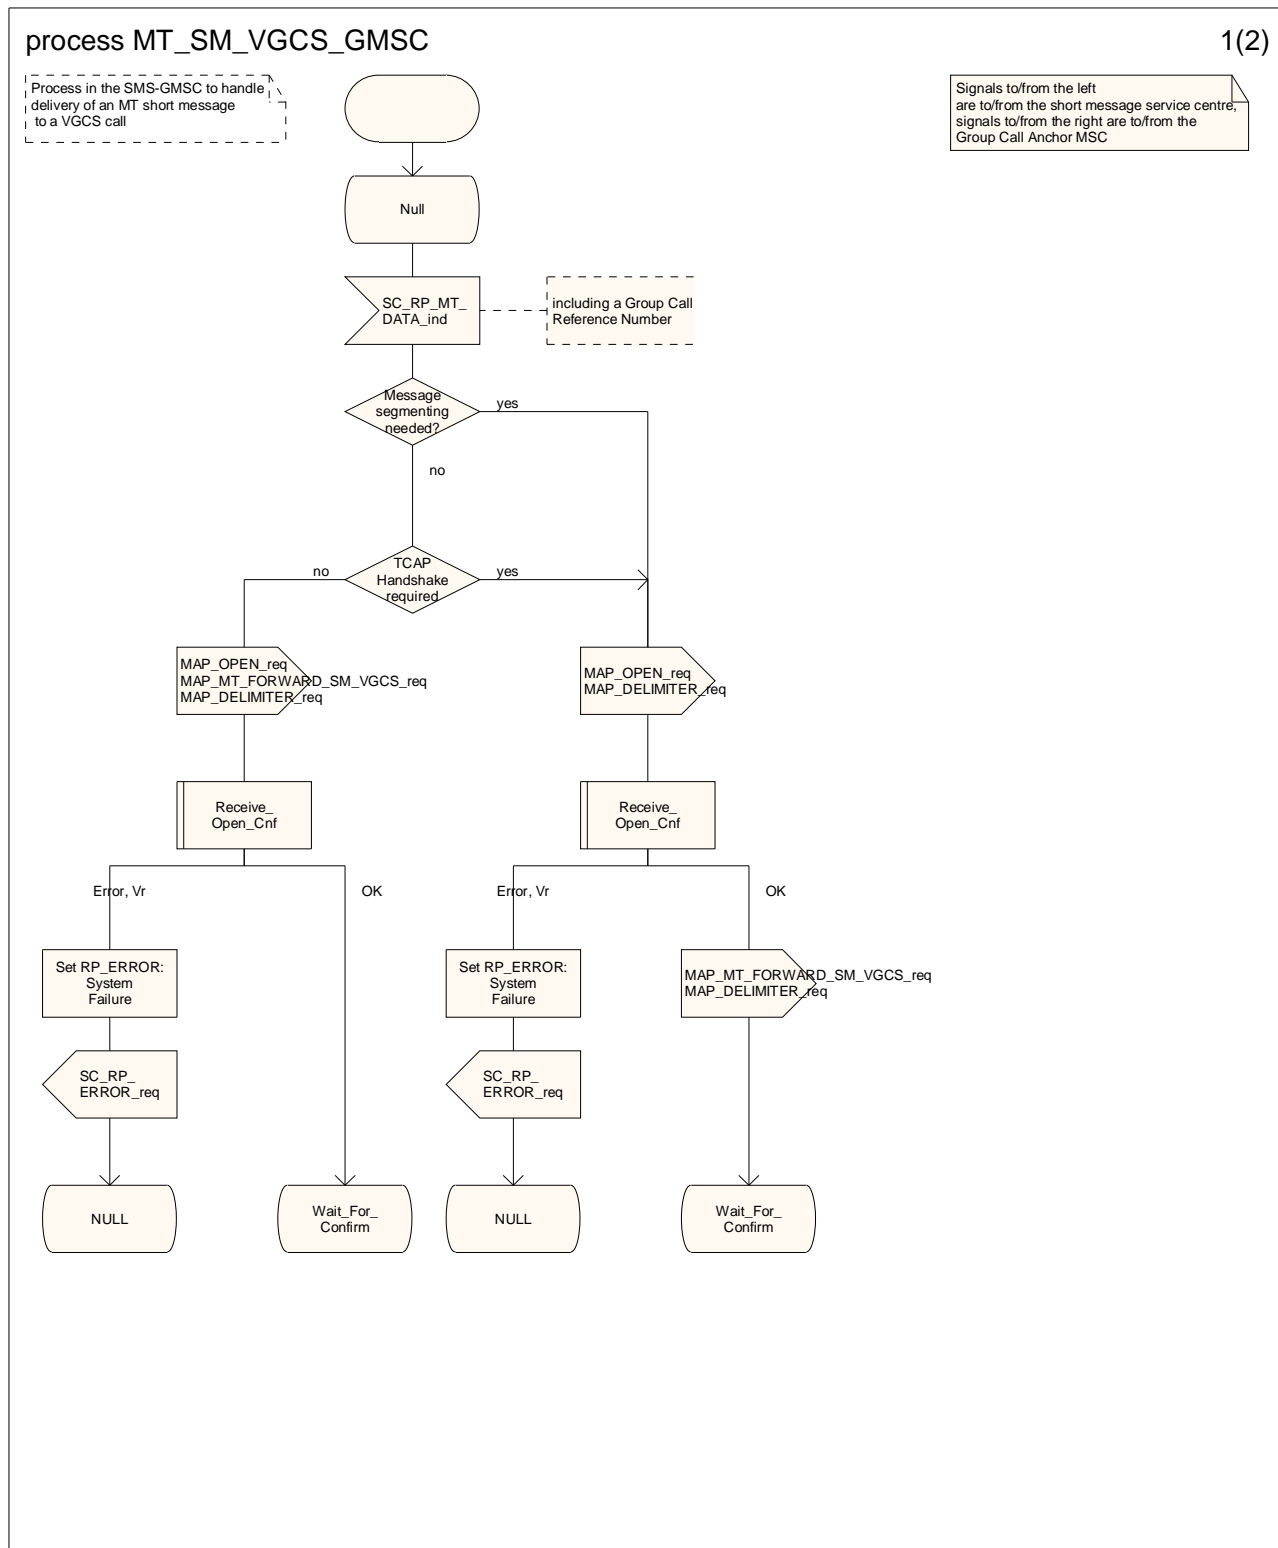 process MT_SM_VGCS_GMSC
1(2)
Process in the SMS-GMSC to handle
delivery of an MT short message
to a VGCS call
Signals to/from the left
are to/from the short message service centre,
signals to/from the right are to/from the
Group Call Anchor MSC
Null
SC_RP_MT_
DATA_ind
including a Group Call
Reference Number
Message
segmenting
needed?
yes
no
TCAP
Handshake
required
no
yes
MAP_OPEN_req
MAP_MT_FORWARD_SM_VGCS_req
MAP_DELIMITER_req
MAP_OPEN_req
MAP_DELIMITER_req
Receive_
Open_Cnf
Receive_
Open_Cnf
Error, Vr
OK
Error, Vr
OK
Set RP_ERROR:
System
Failure
Set RP_ERROR:
System
Failure
MAP_MT_FORWARD_SM_VGCS_req
MAP_DELIMITER_req
SC_RP_
ERROR_req
SC_RP_
ERROR_req
NULL
Wait_For_
Confirm
NULL
Wait_For_
Confirm